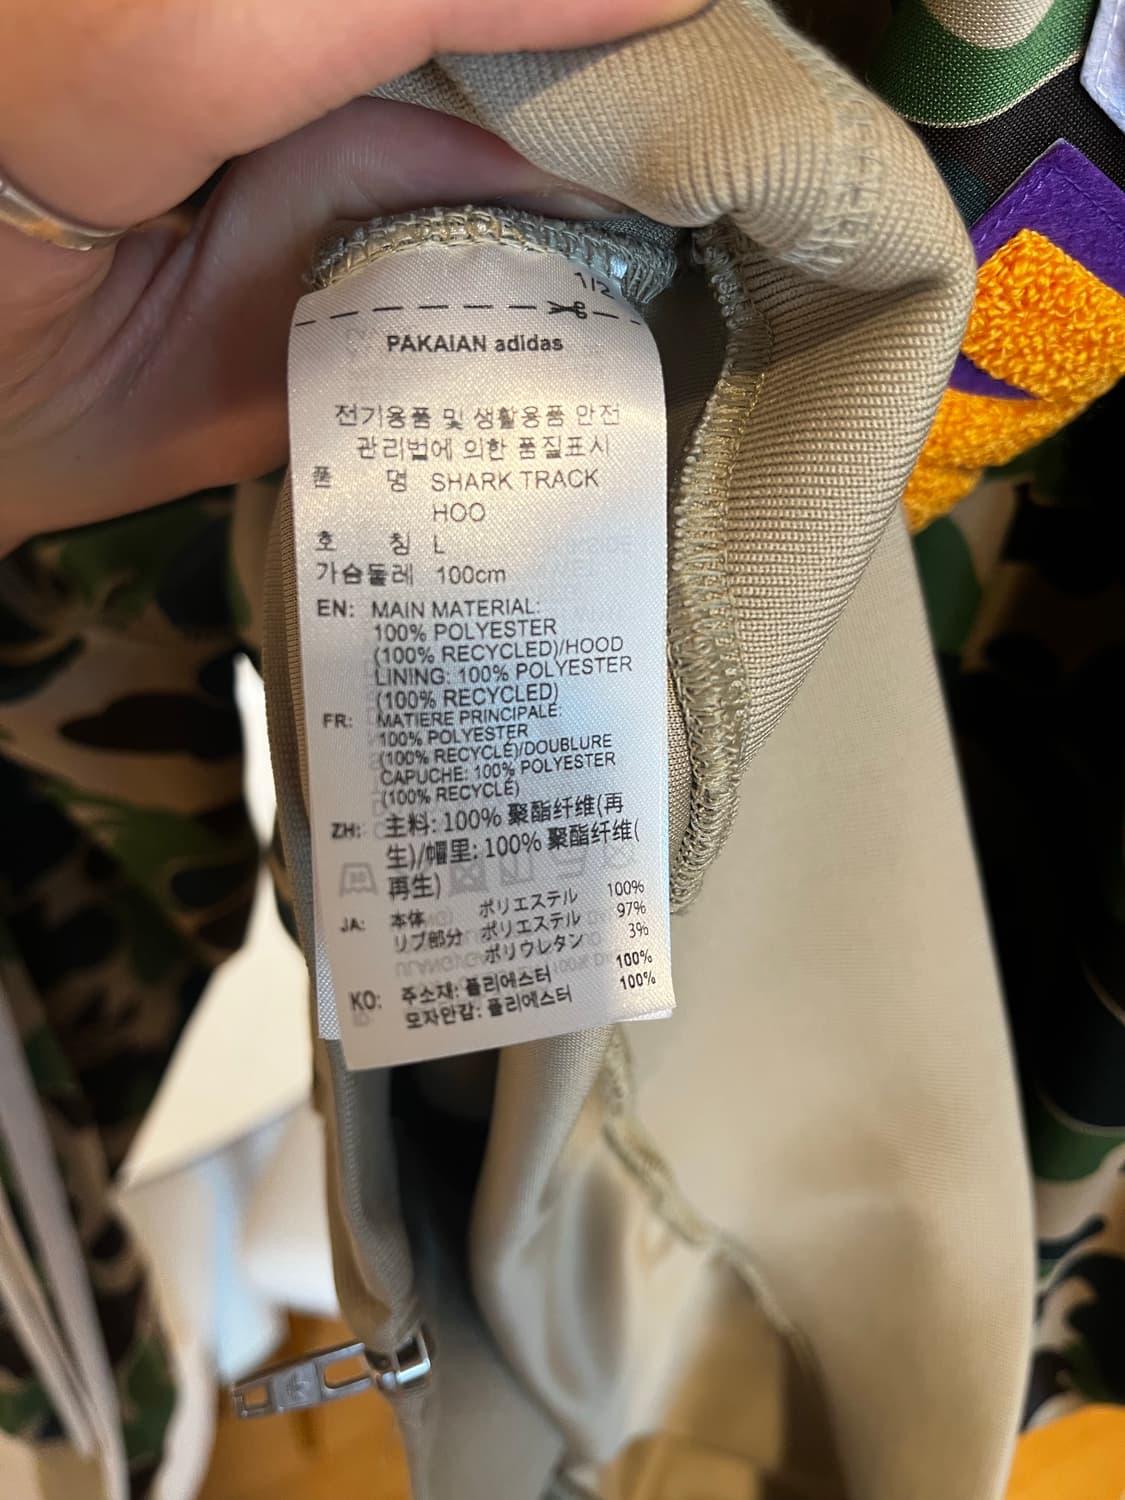 1/2
PAKAIAN adidas
전기용품 및 생활용품 안전
관리법에 의한 품질표시
품 명 SHARK TRACK
HOO
호 칭 L
가슴둘레 100cm
EN: MAIN MATERIAL:
100% POLYESTER
(100% RECYCLED)/HOOD
LINING: 100% POLYESTER
(100% RECYCLED)
FR: MATIERE PRINCIPALE:
100% POLYESTER
(100% RECYCLÉ)/DOUBLURE
CAPUCHE: 100% POLYESTER
(100% RECYCLÉ)
ZH: 主料: 100% 聚酯纤维(再
生)/帽里: 100% 聚酯纤维(
再生)
JA: 本体 ポリエステル 100%
リブ部分 ポリエステル 97%
ポリウレタン 3%
KO: 주소재: 폴리에스터 100%
모자안감: 폴리에스터 100%